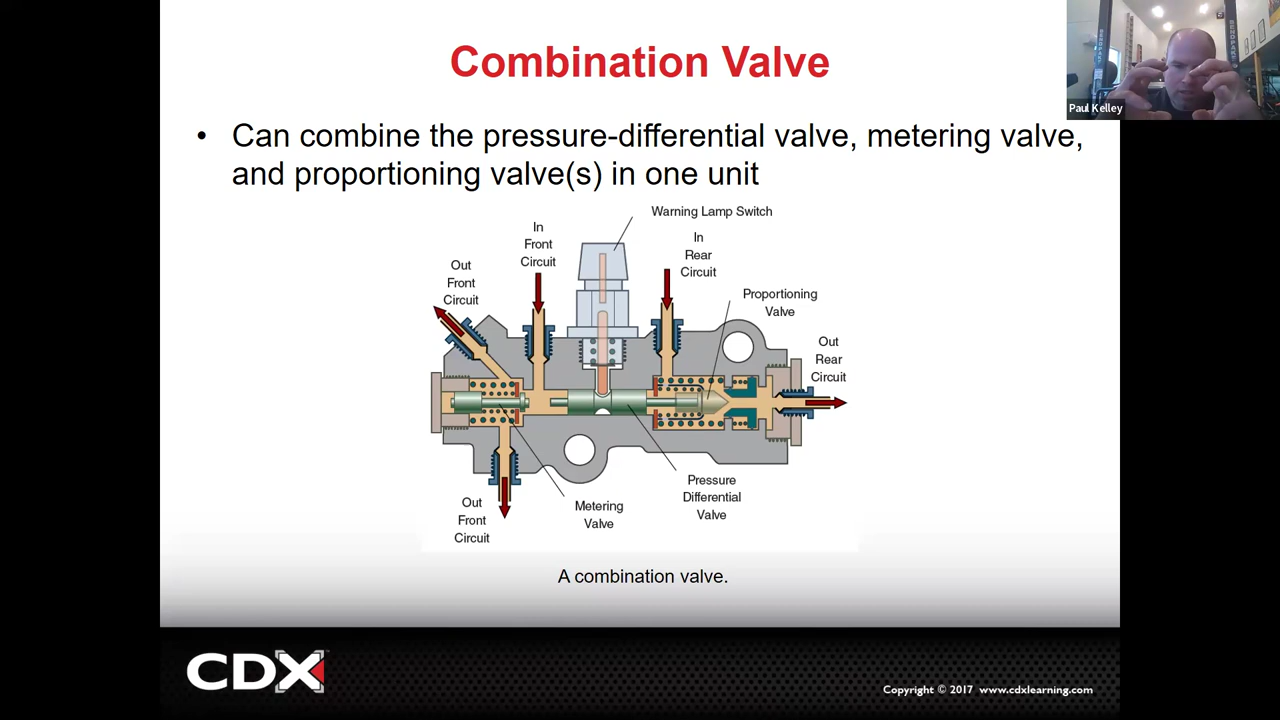 Combination Valve
Paul Kelley
• Can combine the pressure-differential valve, metering valve,
and proportioning valve(s) in one unit
Warning Lamp Switch
In
Front
Circuit
In
Rear
Circuit
Out
Front
Circuit
Proportioning
Valve
Out
Rear
Circuit
Pressure
Differential
Valve
Metering
Valve
Out
Front
Circuit
A combination valve.
CDX
Copyright © 2017 www.cdxlearning.com